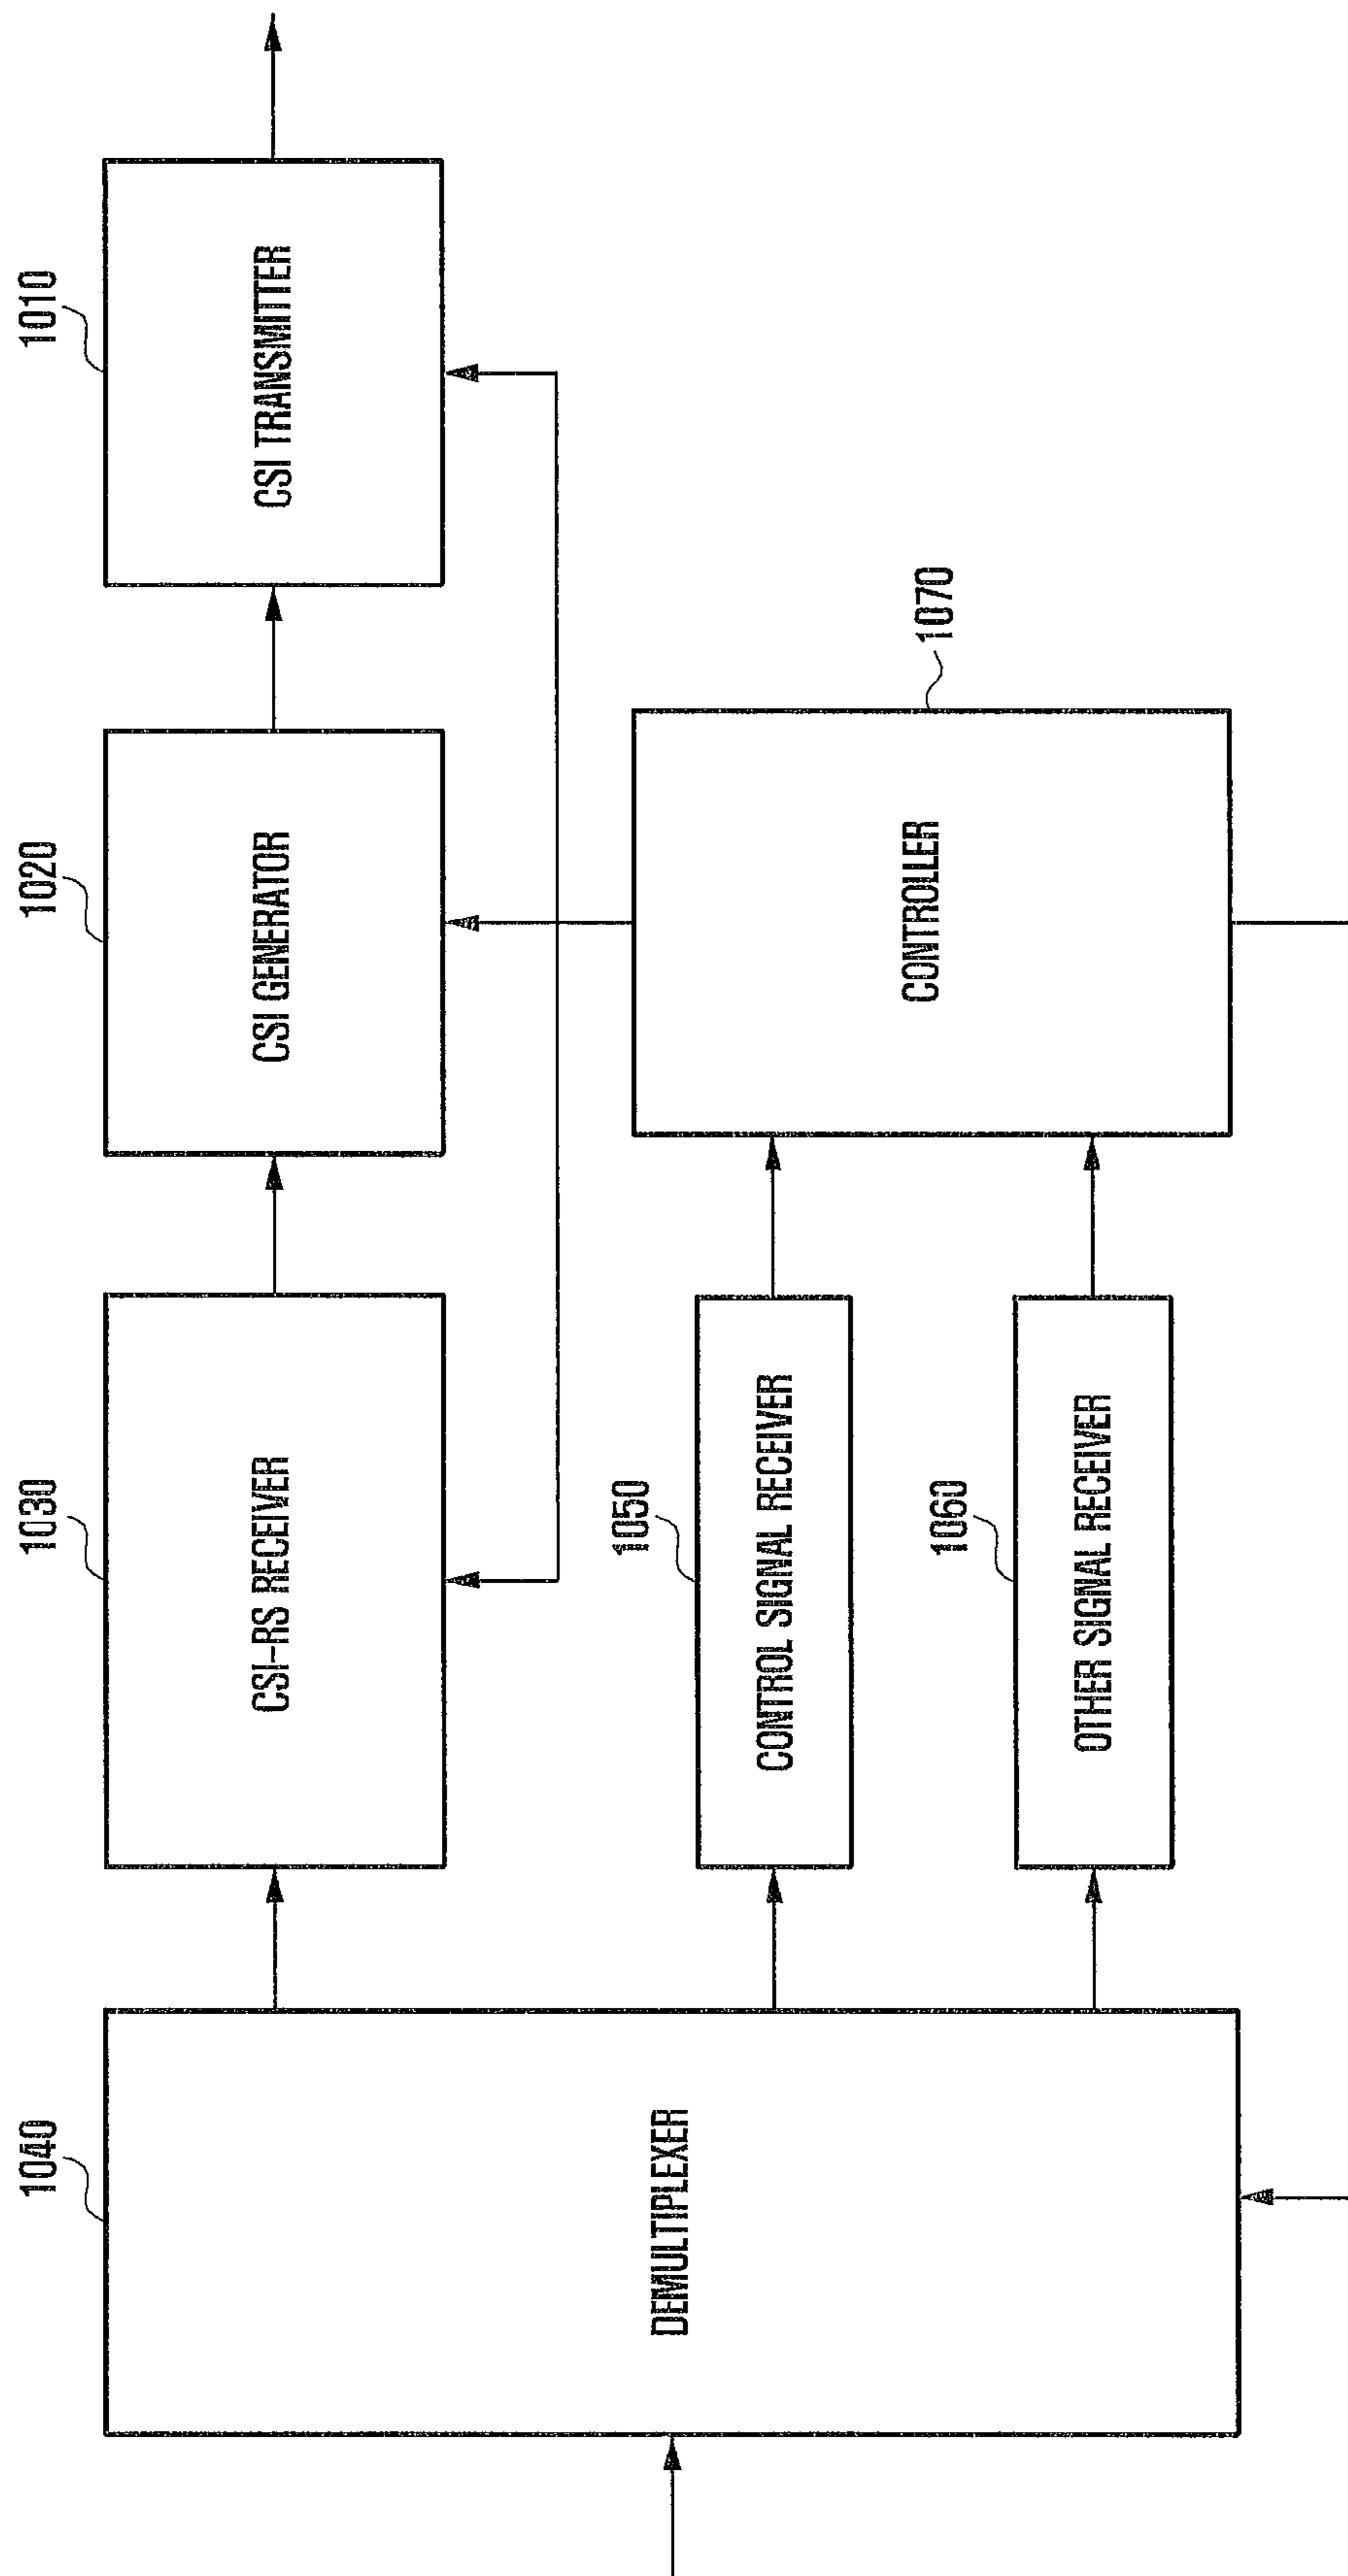 1040
DEMULTIPLEXER
1030
CSI-RS RECEIVER
1020
CSI GENERATOR
1010
CSI TRANSMITTER
1050
CONTROL SIGNAL RECEIVER
1060
OTHER SIGNAL RECEIVER
CONTROLLER
1070